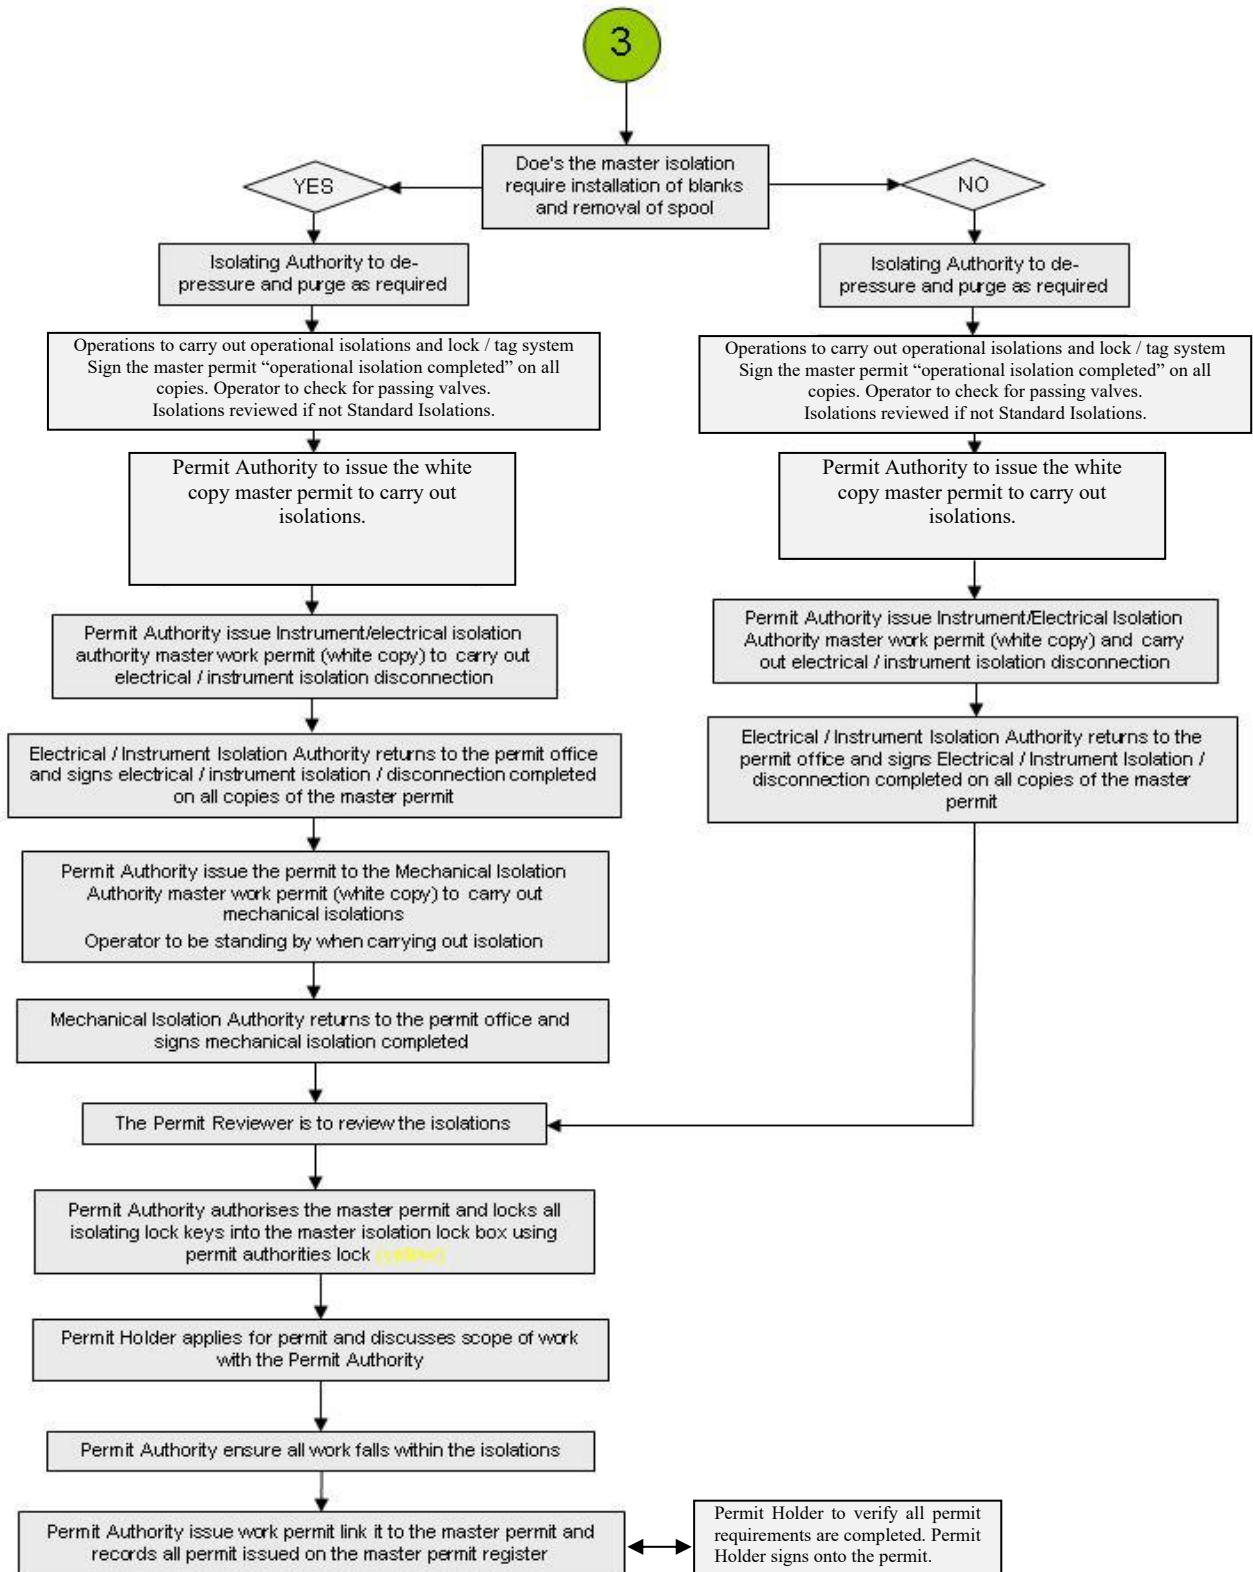 3
Doe's the master isolation
require installation of blanks
and removal of spool
YES
NO
Isolating Authority to de-
pressure and purge as required
Isolating Authority to de-
pressure and purge as required
Operations to carry out operational isolations and lock / tag system
Sign the master permit “operational isolation completed” on all
copies. Operator to check for passing valves.
Isolations reviewed if not Standard Isolations.
Operations to carry out operational isolations and lock / tag system
Sign the master permit “operational isolation completed” on all
copies. Operator to check for passing valves.
Isolations reviewed if not Standard Isolations.
Permit Authority to issue the white
copy master permit to carry out
isolations.
Permit Authority to issue the white
copy master permit to carry out
isolations.
Permit Authority issue Instrument/electrical isolation
authority master work permit (white copy) to carry out
electrical / instrument isolation disconnection
Permit Authority issue Instrument/Electrical Isolation
Authority master work permit (white copy) and carry
out electrical / instrument isolation disconnection
Electrical / Instrument Isolation Authority returns to the permit office
and signs electrical / instrument isolation / disconnection completed
on all copies of the master permit
Electrical / Instrument Isolation Authority returns to the
permit office and signs Electrical / Instrument Isolation /
disconnection completed on all copies of the master
permit
Permit Authority issue the permit to the Mechanical Isolation
Authority master work permit (white copy) to carry out
mechanical isolations
Operator to be standing by when carrying out isolation
Mechanical Isolation Authority returns to the permit office and
signs mechanical isolation completed
The Permit Reviewer is to review the isolations
Permit Authority authorises the master permit and locks all
isolating lock keys into the master isolation lock box using
permit authorities lock (yellow)
Permit Holder applies for permit and discusses scope of work
with the Permit Authority
Permit Authority ensure all work falls within the isolations
Permit Authority issue work permit link it to the master permit and
records all permit issued on the master permit register
Permit Holder to verify all permit
requirements are completed. Permit
Holder signs onto the permit.